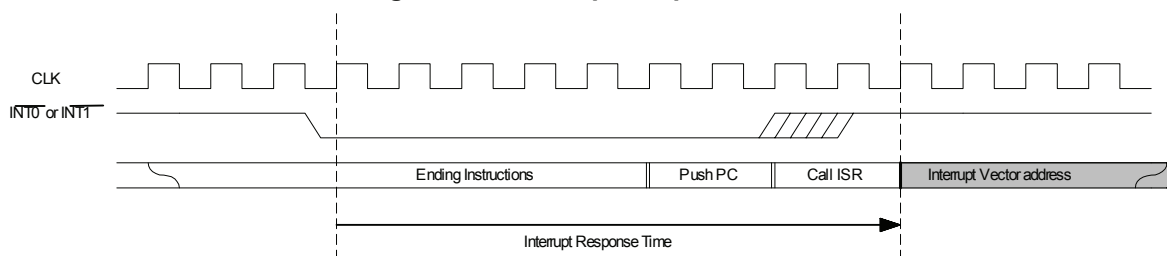 CLK
INT0 or INT1
Ending Instructions Push PC Call ISR Interrupt Vector address
Interrupt Response Time